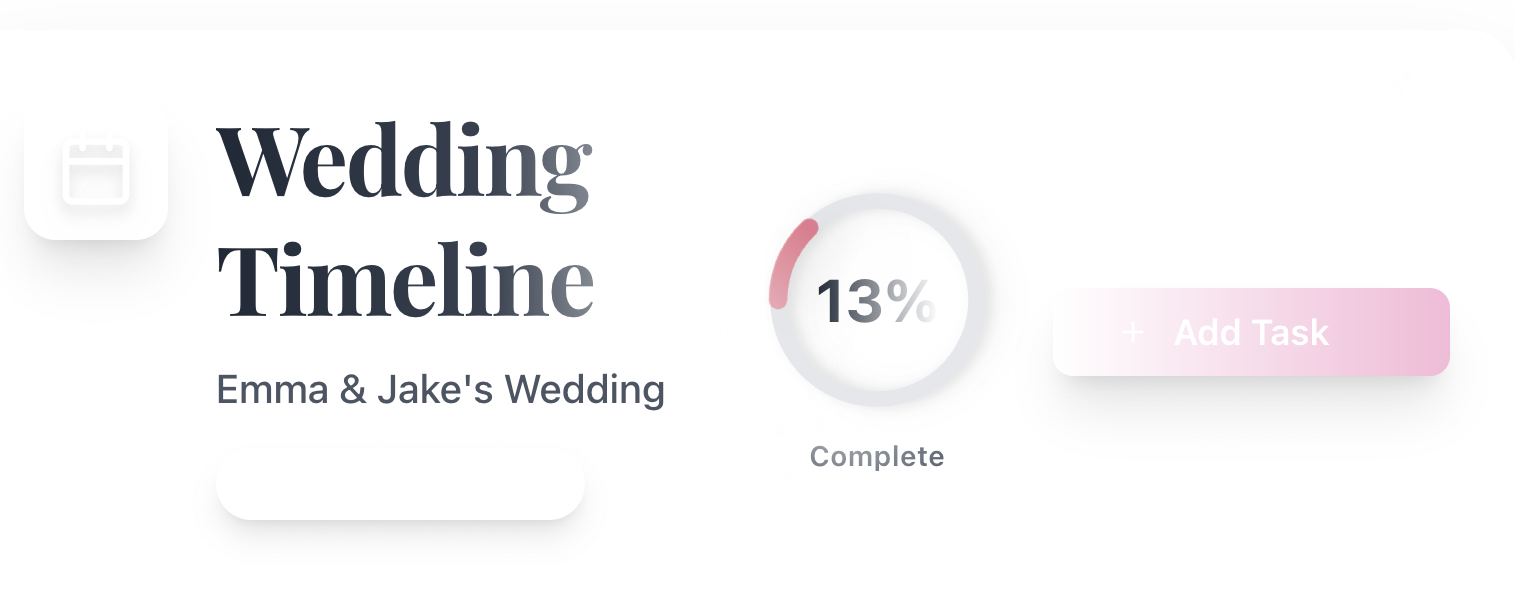 Wedding
Timeline
Emma & Jake's Wedding
13%
Complete
+ Add Task